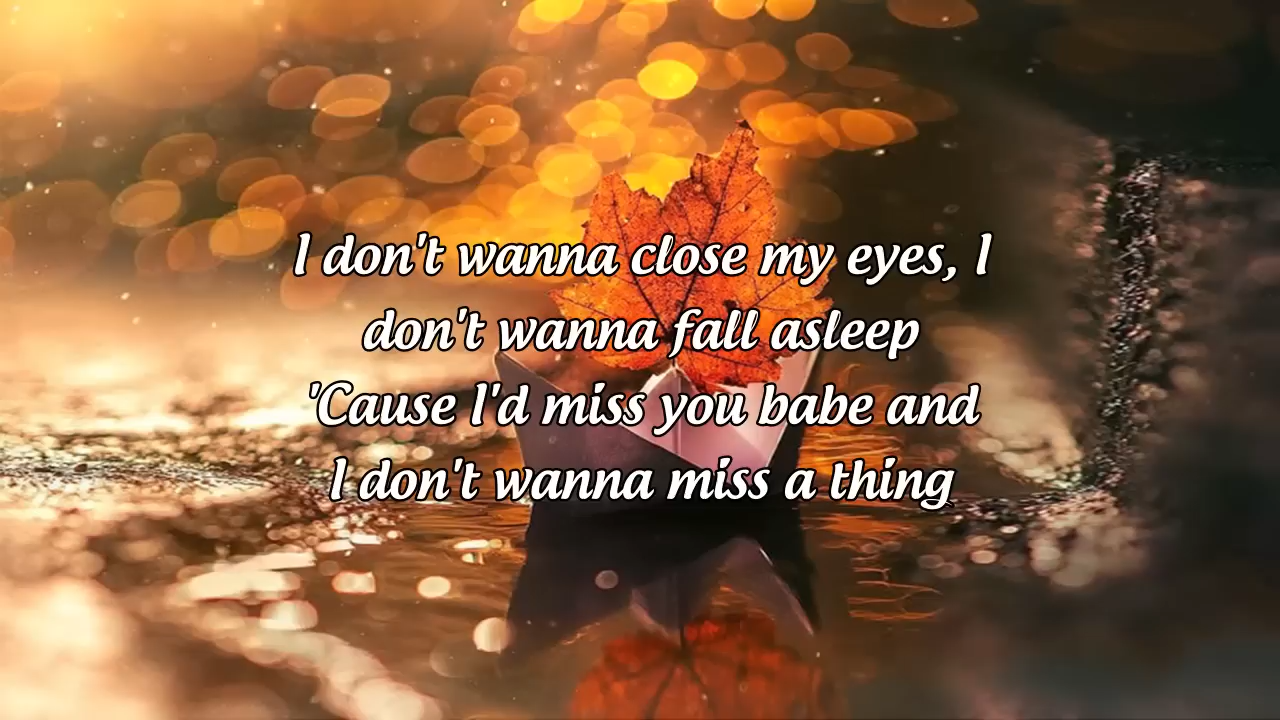 I don't wanna close my eyes, I
don't wanna fall asleep
'Cause I'd miss you babe and
I don't wanna miss a thing